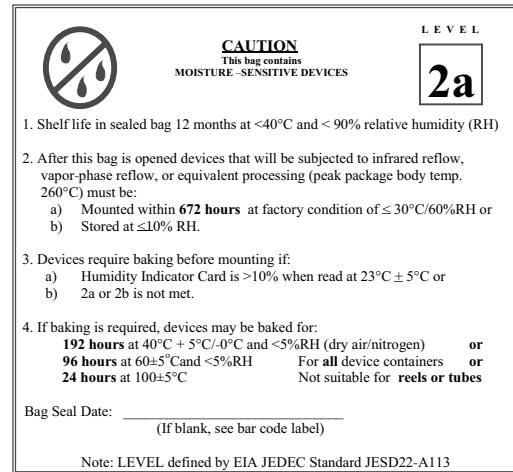 L E V E L
CAUTION
This bag contains
MOISTURE –SENSITIVE DEVICES
2a
1. Shelf life in sealed bag 12 months at <40°C and < 90% relative humidity (RH)
2. After this bag is opened devices that will be subjected to infrared reflow,
vapor-phase reflow, or equivalent processing (peak package body temp.
260°C) must be:
a) Mounted within 672 hours at factory condition of ≤ 30°C/60%RH or
b) Stored at ≤10% RH.
3. Devices require baking before mounting if:
a) Humidity Indicator Card is >10% when read at 23°C ± 5°C or
b) 2a or 2b is not met.
4. If baking is required, devices may be baked for:
192 hours at 40°C + 5°C/-0°C and <5%RH (dry air/nitrogen) or
96 hours at 60±5°Cand <5%RH For all device containers or
24 hours at 100±5°C Not suitable for reels or tubes
Bag Seal Date: ______________________________
(If blank, see bar code label)
Note: LEVEL defined by EIA JEDEC Standard JESD22-A113